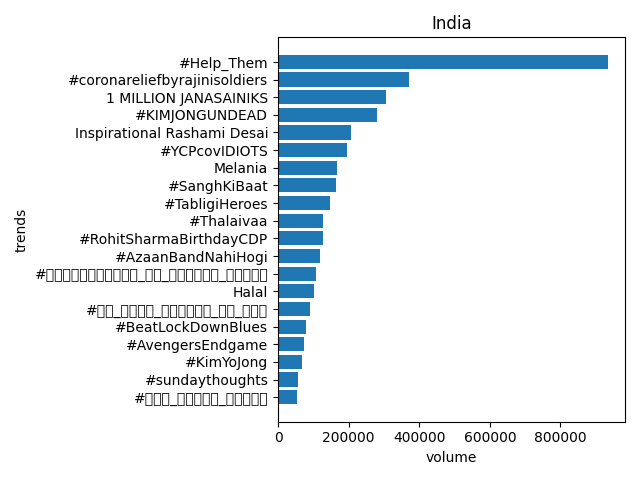 India
#Help_Them
#coronareliefbyrajinisoldiers
1 MILLION JANASAINIKS
#KIMJONGUNDEAD
Inspirational Rashami Desai
#YCPcovIDIOTS
Melania
#SanghKiBaat
#TabligiHeroes
#Thalaivaa
#RohitSharmaBirthdayCDP
#AzaanBandNahiHogi
Halal
#BeatLockDownBlues
#AvengersEndgame
#KimYoJong
#sundaythoughts
trends
0 200000 400000 600000 800000
volume